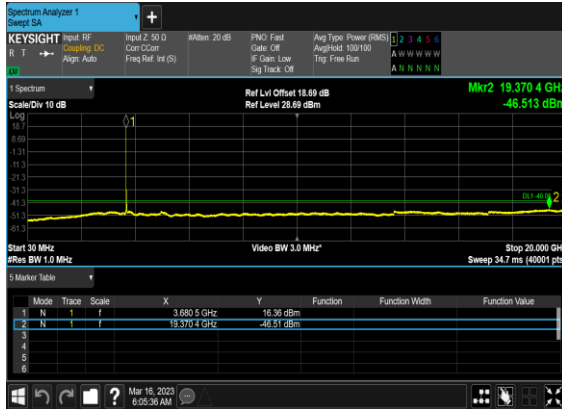 Spectrum Analyzer 1
Swept SA
+
KEYSIGHT Input: RF Input Z: 50 Ω #Atten: 20 dB PNO: Fast Avg Type: Power (RMS) 1 2 3 4 5 6
R T Coupling: DC Corr CCorr Gate: Off Avg|Hold: 100/100 A W W W W W
Align: Auto Freq Ref: Int (S) IF Gain: Low Trig: Free Run
LU Sig Track: Off A N N N N N
1 Spectrum Ref Lvl Offset 18.69 dB Mkr2 19.370 4 GHz
Scale/Div 10 dB Ref Level 28.69 dBm -46.513 dBm
Log
18.7
8.69
-1.31
-11.3
-21.3
-31.3
-41.3
-51.3
-61.3
1
2
Start 30 MHz Video BW 3.0 MHz* Stop 20.000 GHz
#Res BW 1.0 MHz Sweep 34.7 ms (40001 pts)
5 Marker Table
Mode Trace Scale X Y Function Function Width Function Value
1 N 1 f 3.680 5 GHz 16.36 dBm
2 N 1 f 19.370 4 GHz -46.51 dBm
3
4
5
6
? Mar 16, 2023
6:05:36 AM